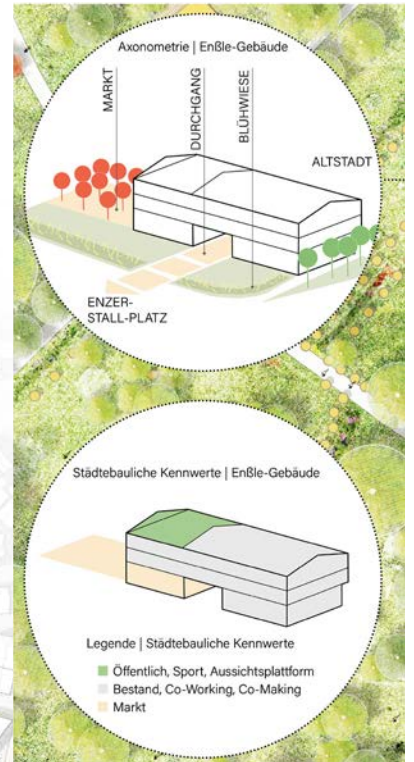 Axonometrie | Enßle-Gebäude
MARKT
DURCHGANG
BLÜHWIESE
ALTSTADT
ENZER-
STALL-PLATZ
Städtebauliche Kennwerte | Enßle-Gebäude
Legende | Städtebauliche Kennwerte
Öffentlich, Sport, Aussichtsplattform
Bestand, Co-Working, Co-Making
Markt